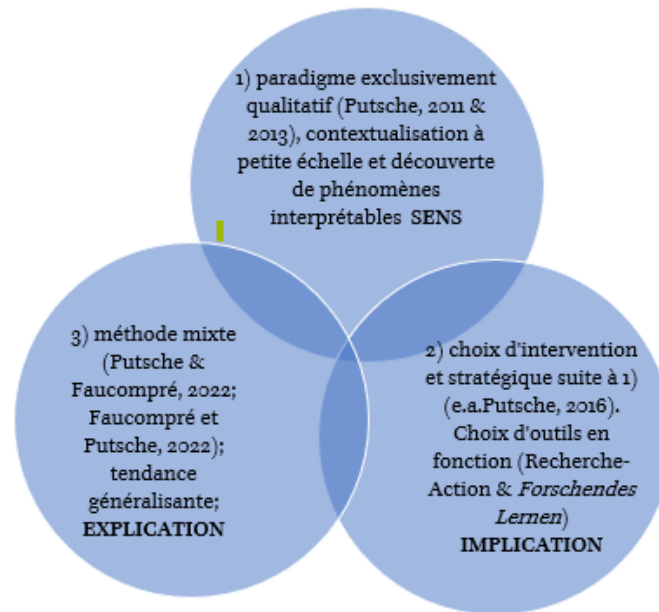 1) paradigme exclusivement
qualitatif (Putsche, 2011 &
2013), contextualisation à
petite échelle et découverte
de phénomènes
interprétables SENS
2) choix d'intervention
et stratégique suite à 1)
(e.a.Putsche, 2016).
Choix d'outils en
fonction (Recherche-
Action & Forschendes
Lernen)
IMPLICATION
3) méthode mixte
(Putsche &
Faucompré, 2022;
Faucompré et
Putsche, 2022);
tendance
généralisante;
EXPLICATION